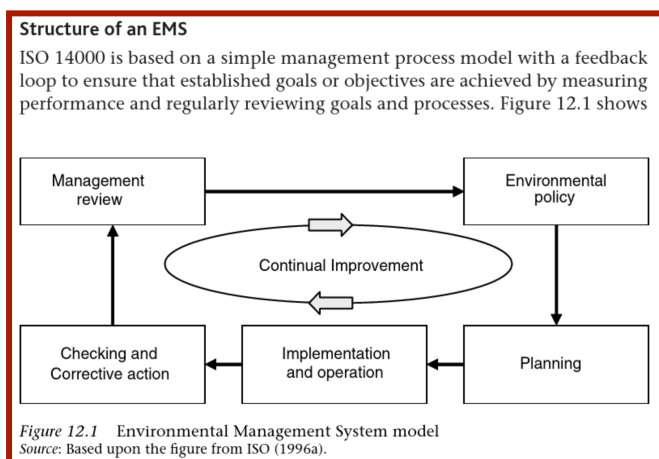 Structure of an EMS
ISO 14000 is based on a simple management process model with a feedback
loop to ensure that established goals or objectives are achieved by measuring
performance and regularly reviewing goals and processes. Figure 12.1 shows
Management
review
Environmental
policy
Continual Improvement
Checking and
Corrective action
Implementation
and operation
Planning
Figure 12.1 Environmental Management System model
Source: Based upon the figure from ISO (1996a).